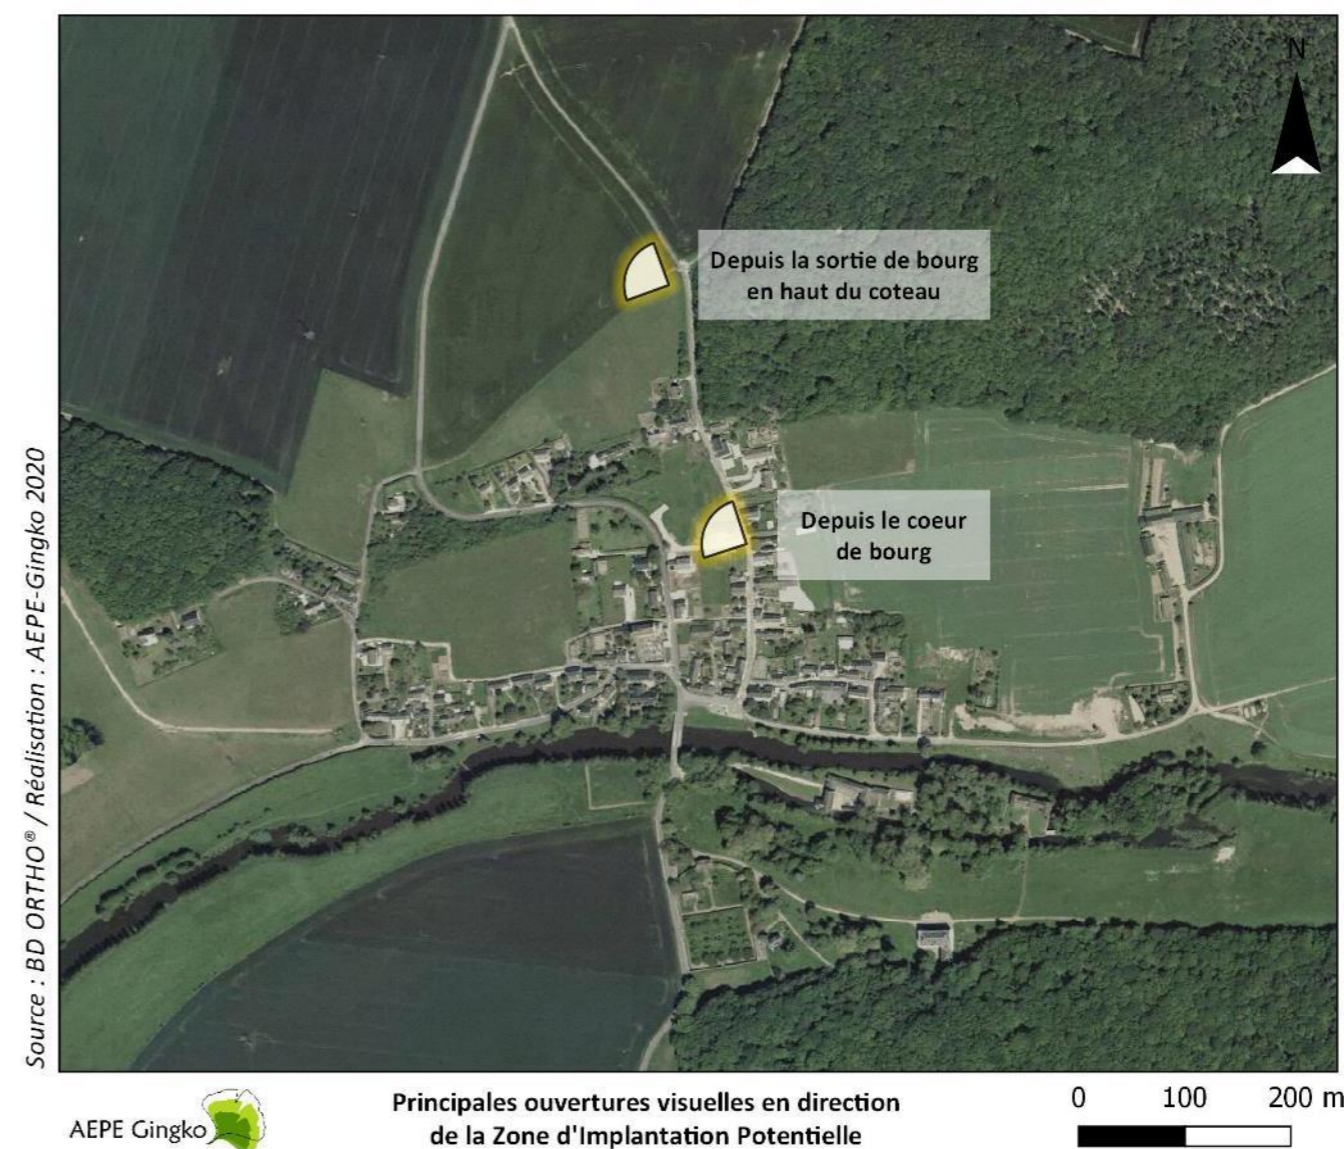 N
Depuis la sortie de bourg
en haut du coteau
Depuis le coeur
de bourg
Source : BD ORTHO® / Réalisation : AEPE-Gingko 2020
AEPE Gingko
Principales ouvertures visuelles en direction
de la Zone d'Implantation Potentielle
0 100 200 m